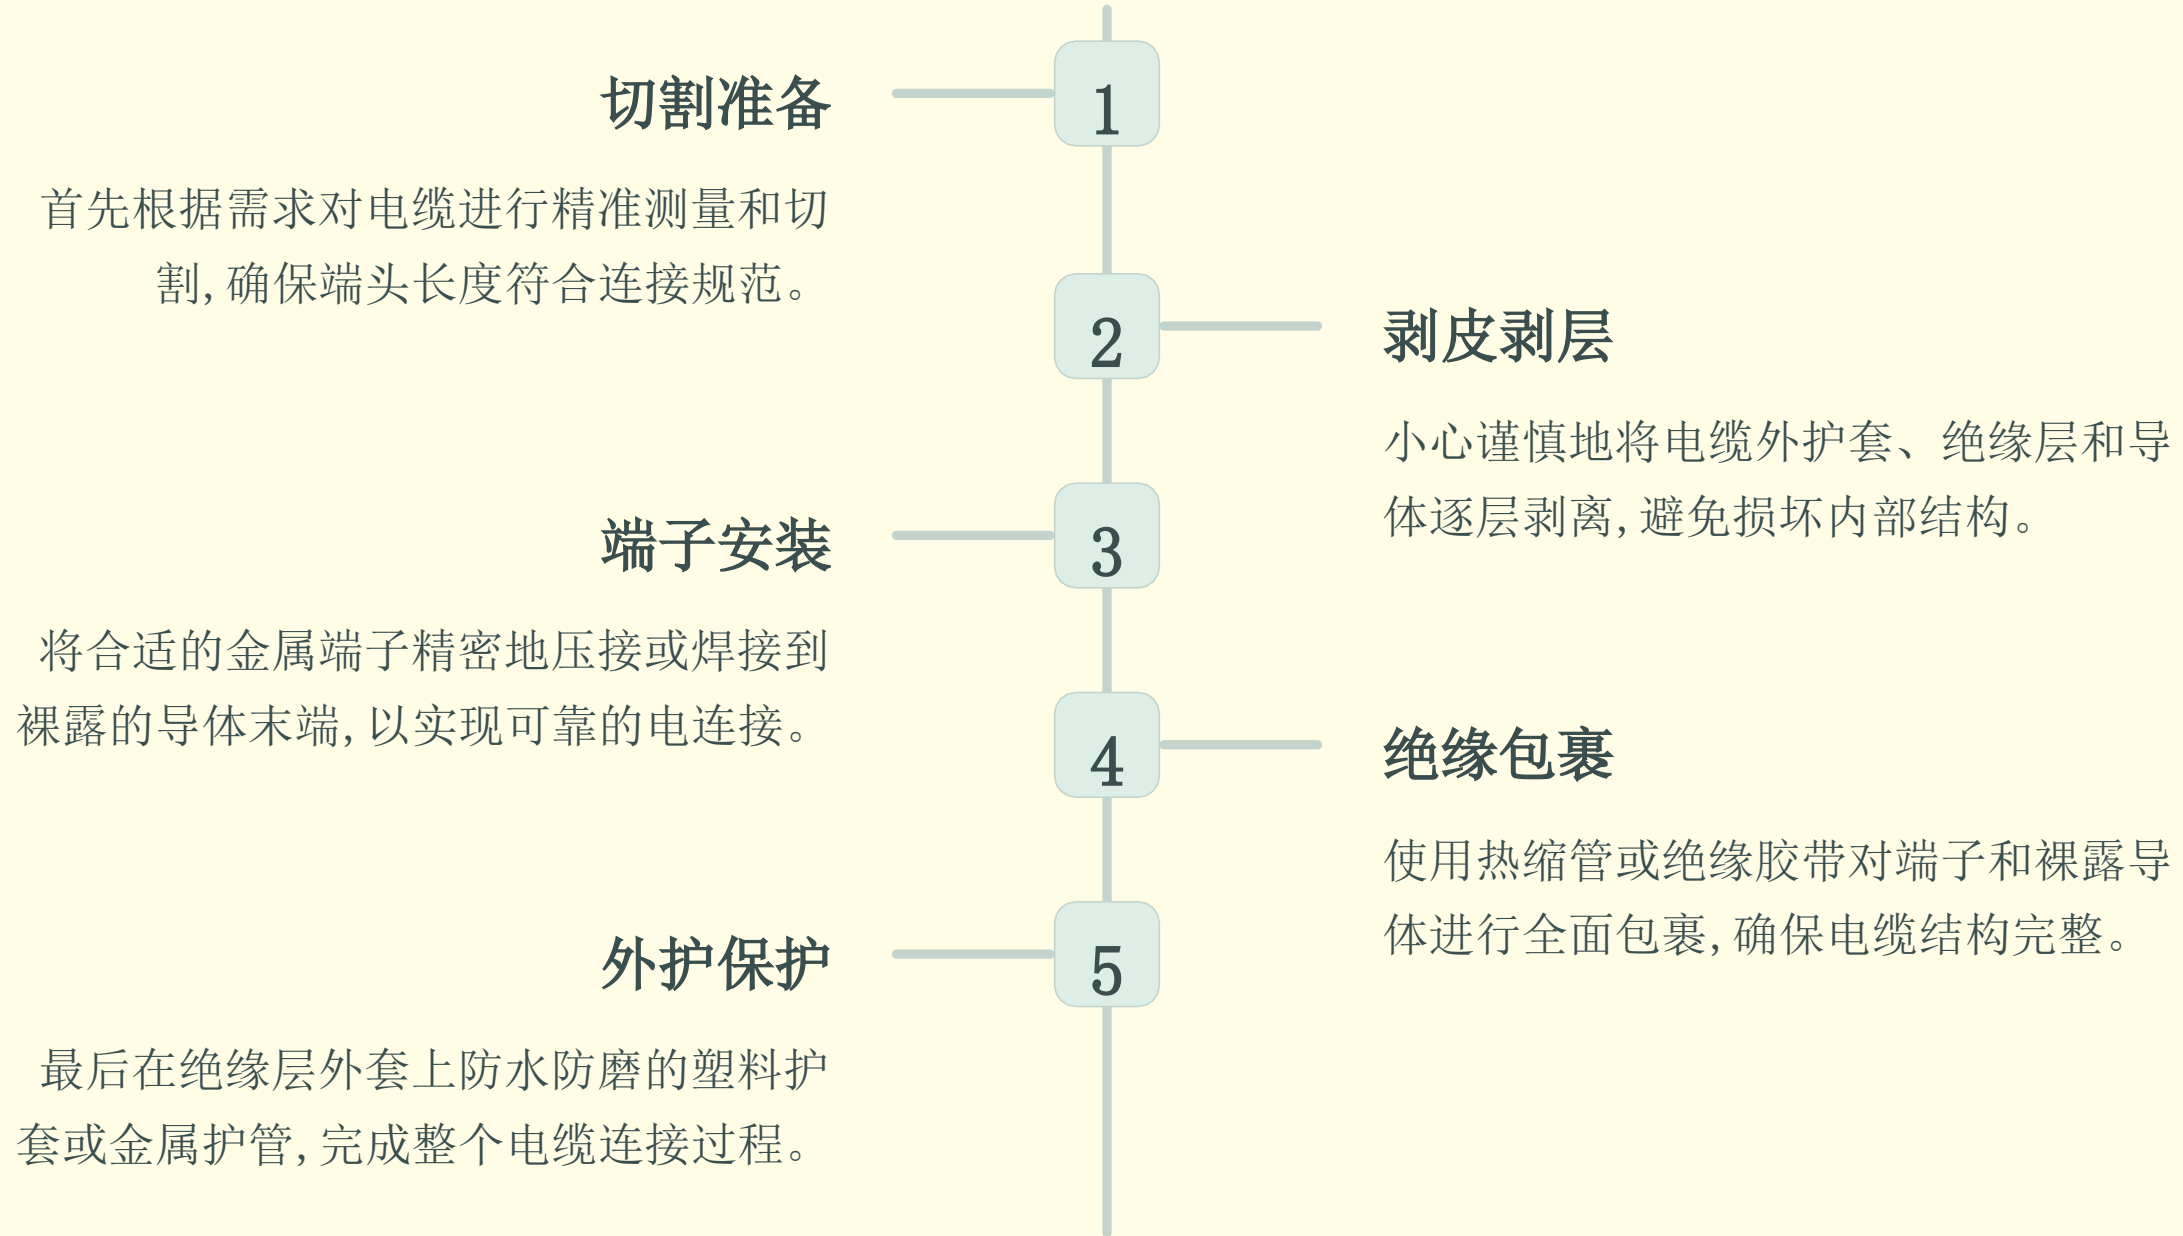 1
切割准备
首先根据需求对电缆进行精准测量和切
割,确保端头长度符合连接规范。
2
剥皮剥层
小心谨慎地将电缆外护套、绝缘层和导
体逐层剥离,避免损坏内部结构。
3
端子安装
将合适的金属端子精密地压接或焊接到
裸露的导体末端,以实现可靠的电连接。
4
绝缘包裹
使用热缩管或绝缘胶带对端子和裸露导
体进行全面包裹,确保电缆结构完整。
5
外护保护
最后在绝缘层外套上防水防磨的塑料护
套或金属护管,完成整个电缆连接过程。